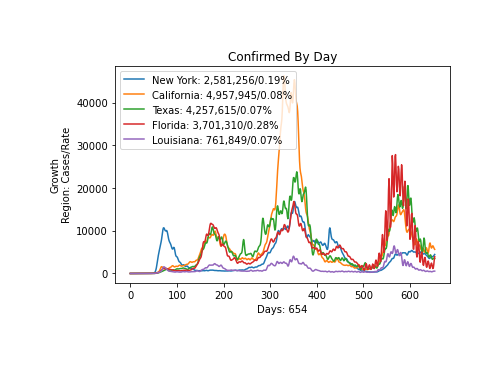 Confirmed By Day
New York: 2,581,256/0.19%
California: 4,957,945/0.08%
Texas: 4,257,615/0.07%
Florida: 3,701,310/0.28%
Louisiana: 761,849/0.07%
Growth
Region: Cases/Rate
40000
30000
20000
10000
0
0 100 200 300 400 500 600
Days: 654